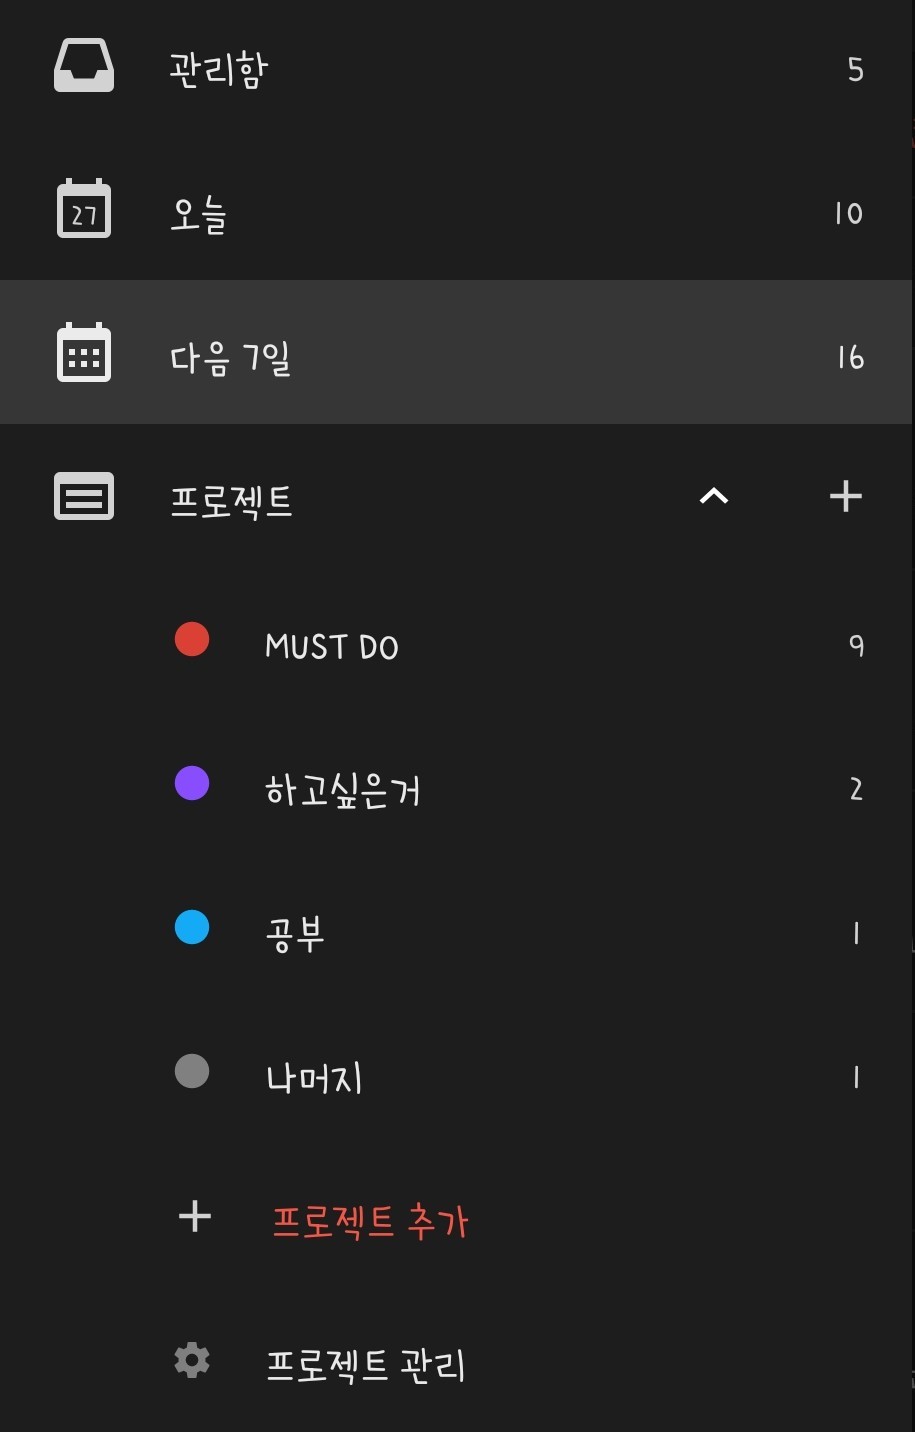 관리함 5
27 오늘 10
다음 7일 16
프로젝트
MUST DO 9
하고싶은거 2
공부 1
나머지 1
프로젝트 추가
프로젝트 관리